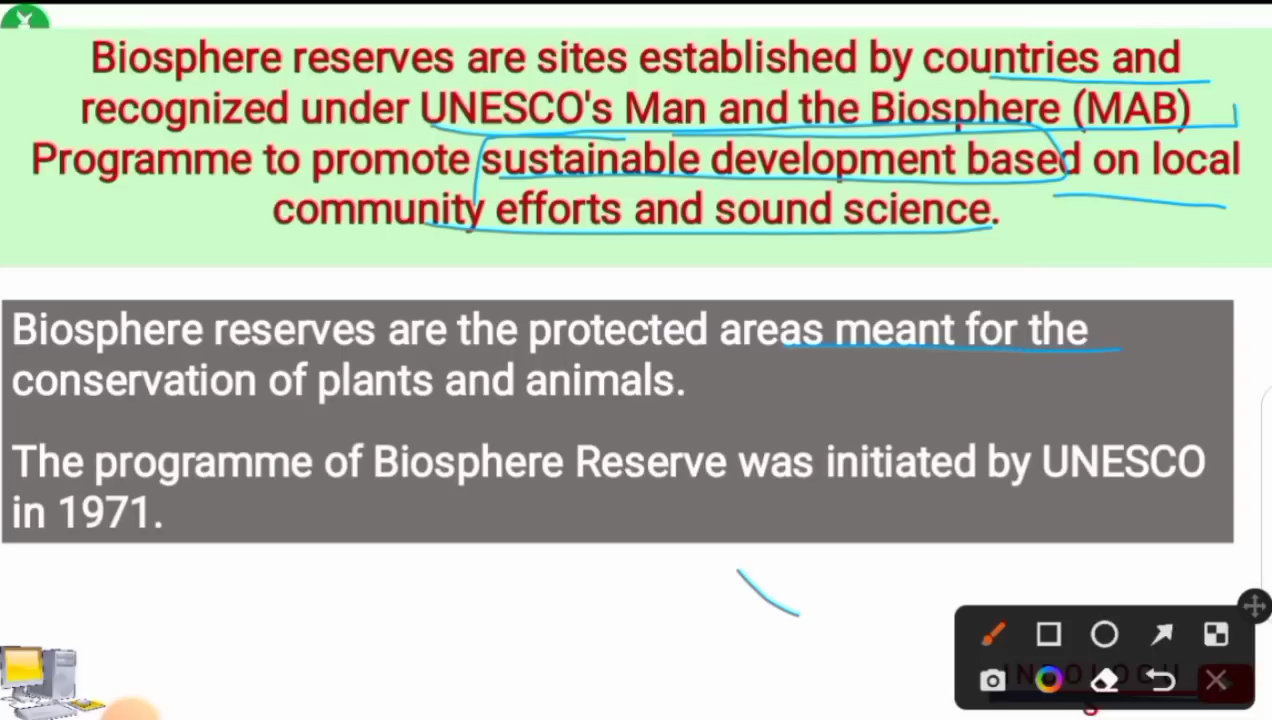 Biosphere reserves are sites established by countries and
recognized under UNESCO's Man and the Biosphere (MAB)
Programme to promote sustainable development based on local
community efforts and sound science.
Biosphere reserves are the protected areas meant for the
conservation of plants and animals.
The programme of Biosphere Reserve was initiated by UNESCO
in 1971.